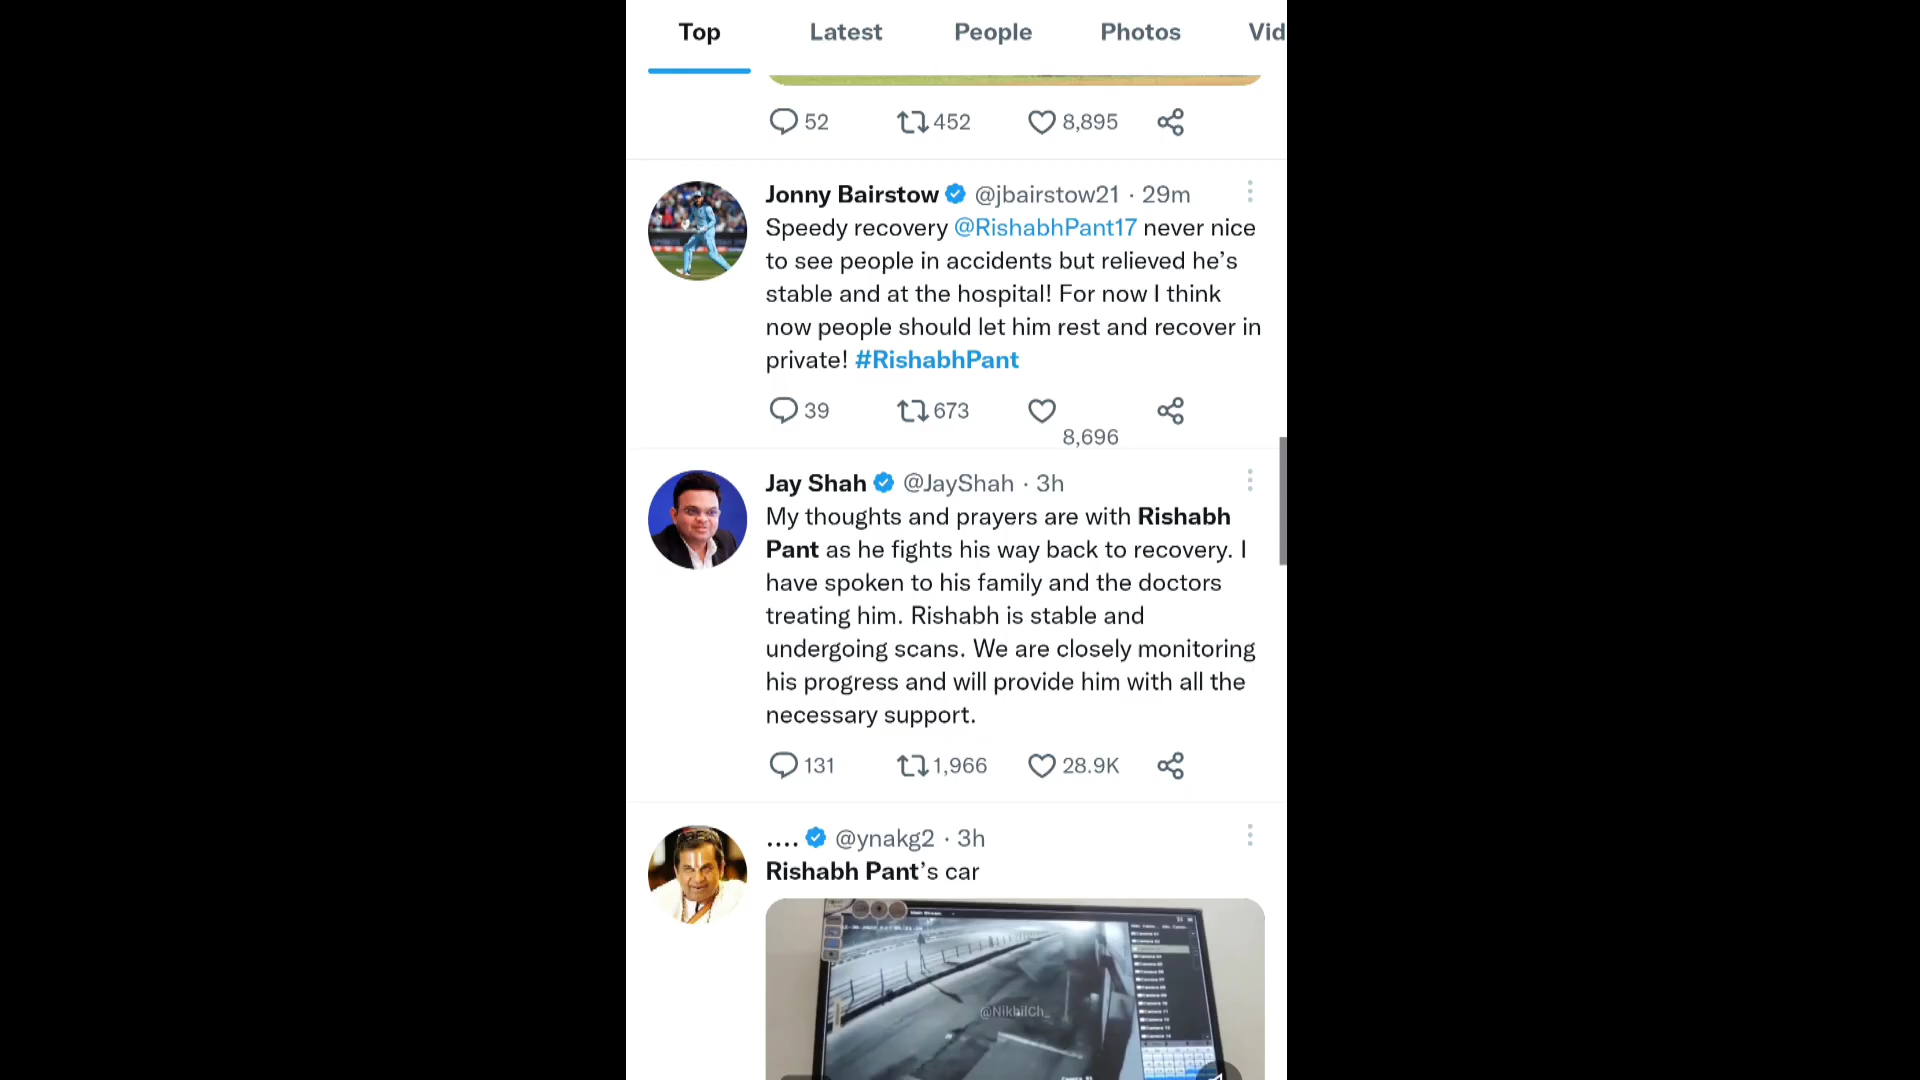 Top Latest People Photos Vid
52 452 8,895
Jonny Bairstow @jbairstow21 · 29m
Speedy recovery @RishabhPant17 never nice
to see people in accidents but relieved he’s
stable and at the hospital! For now I think
now people should let him rest and recover in
private! #RishabhPant
39 673 8,696
Jay Shah @JayShah · 3h
My thoughts and prayers are with Rishabh
Pant as he fights his way back to recovery. I
have spoken to his family and the doctors
treating him. Rishabh is stable and
undergoing scans. We are closely monitoring
his progress and will provide him with all the
necessary support.
131 1,966 28.9K
.... @ynakg2 · 3h
Rishabh Pant’s car
@NikhilCh_